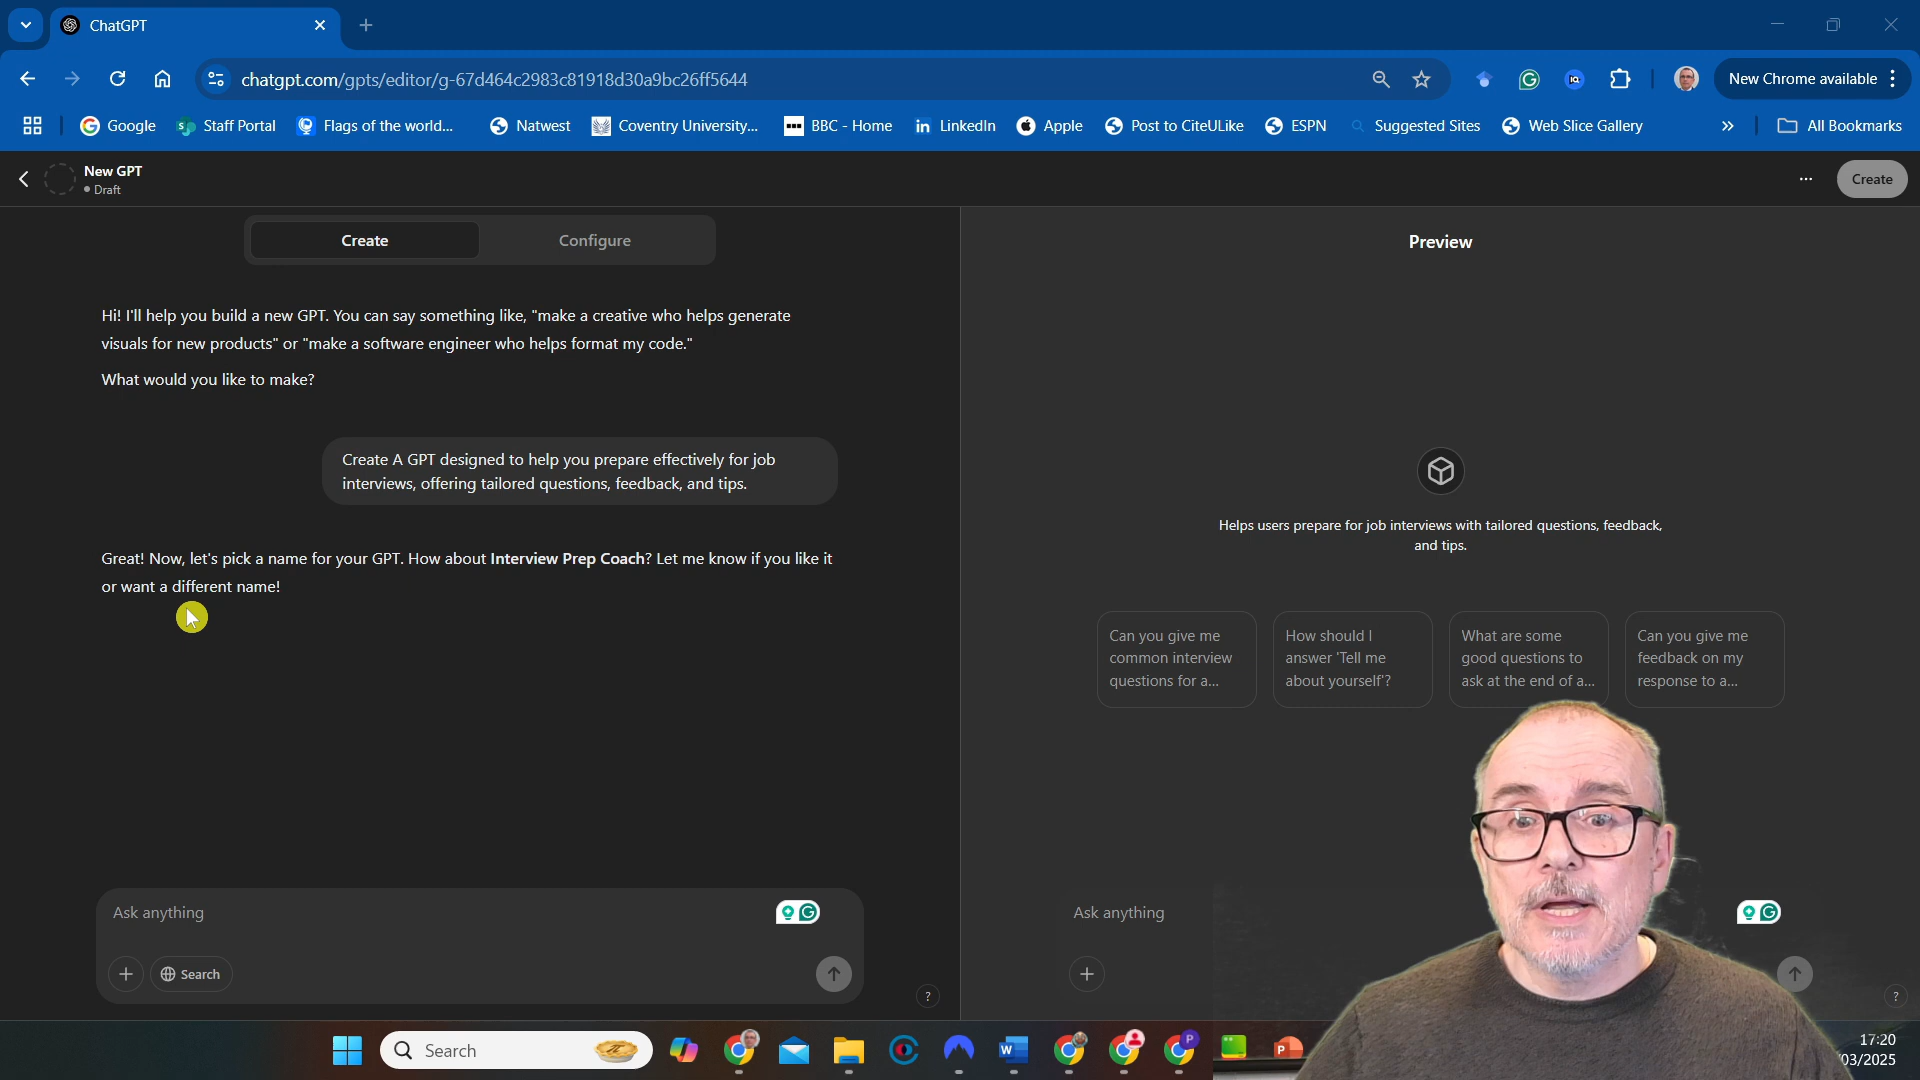 ChatGPT
chatgpt.com/gpts/editor/g-67d464c2983c81918d30a9bc26ff5644
New Chrome available
Google
Staff Portal
Flags of the world...
Natwest
Coventry University...
BBC - Home
LinkedIn
Apple
Post to CiteULike
ESPN
Suggested Sites
Web Slice Gallery
All Bookmarks
New GPT
Draft
Create
Create
Configure
Hi! I'll help you build a new GPT. You can say something like, "make a creative who helps generate
visuals for new products" or "make a software engineer who helps format my code."
What would you like to make?
Create A GPT designed to help you prepare effectively for job
interviews, offering tailored questions, feedback, and tips.
Great! Now, let's pick a name for your GPT. How about Interview Prep Coach? Let me know if you like it
or want a different name!
Ask anything
Search
?
Preview
Helps users prepare for job interviews with tailored questions, feedback,
and tips.
Can you give me
common interview
questions for a...
How should I
answer 'Tell me
about yourself'?
What are some
good questions to
ask at the end of a...
Can you give me
feedback on my
response to a...
Ask anything
?
Search
17:20
03/2025